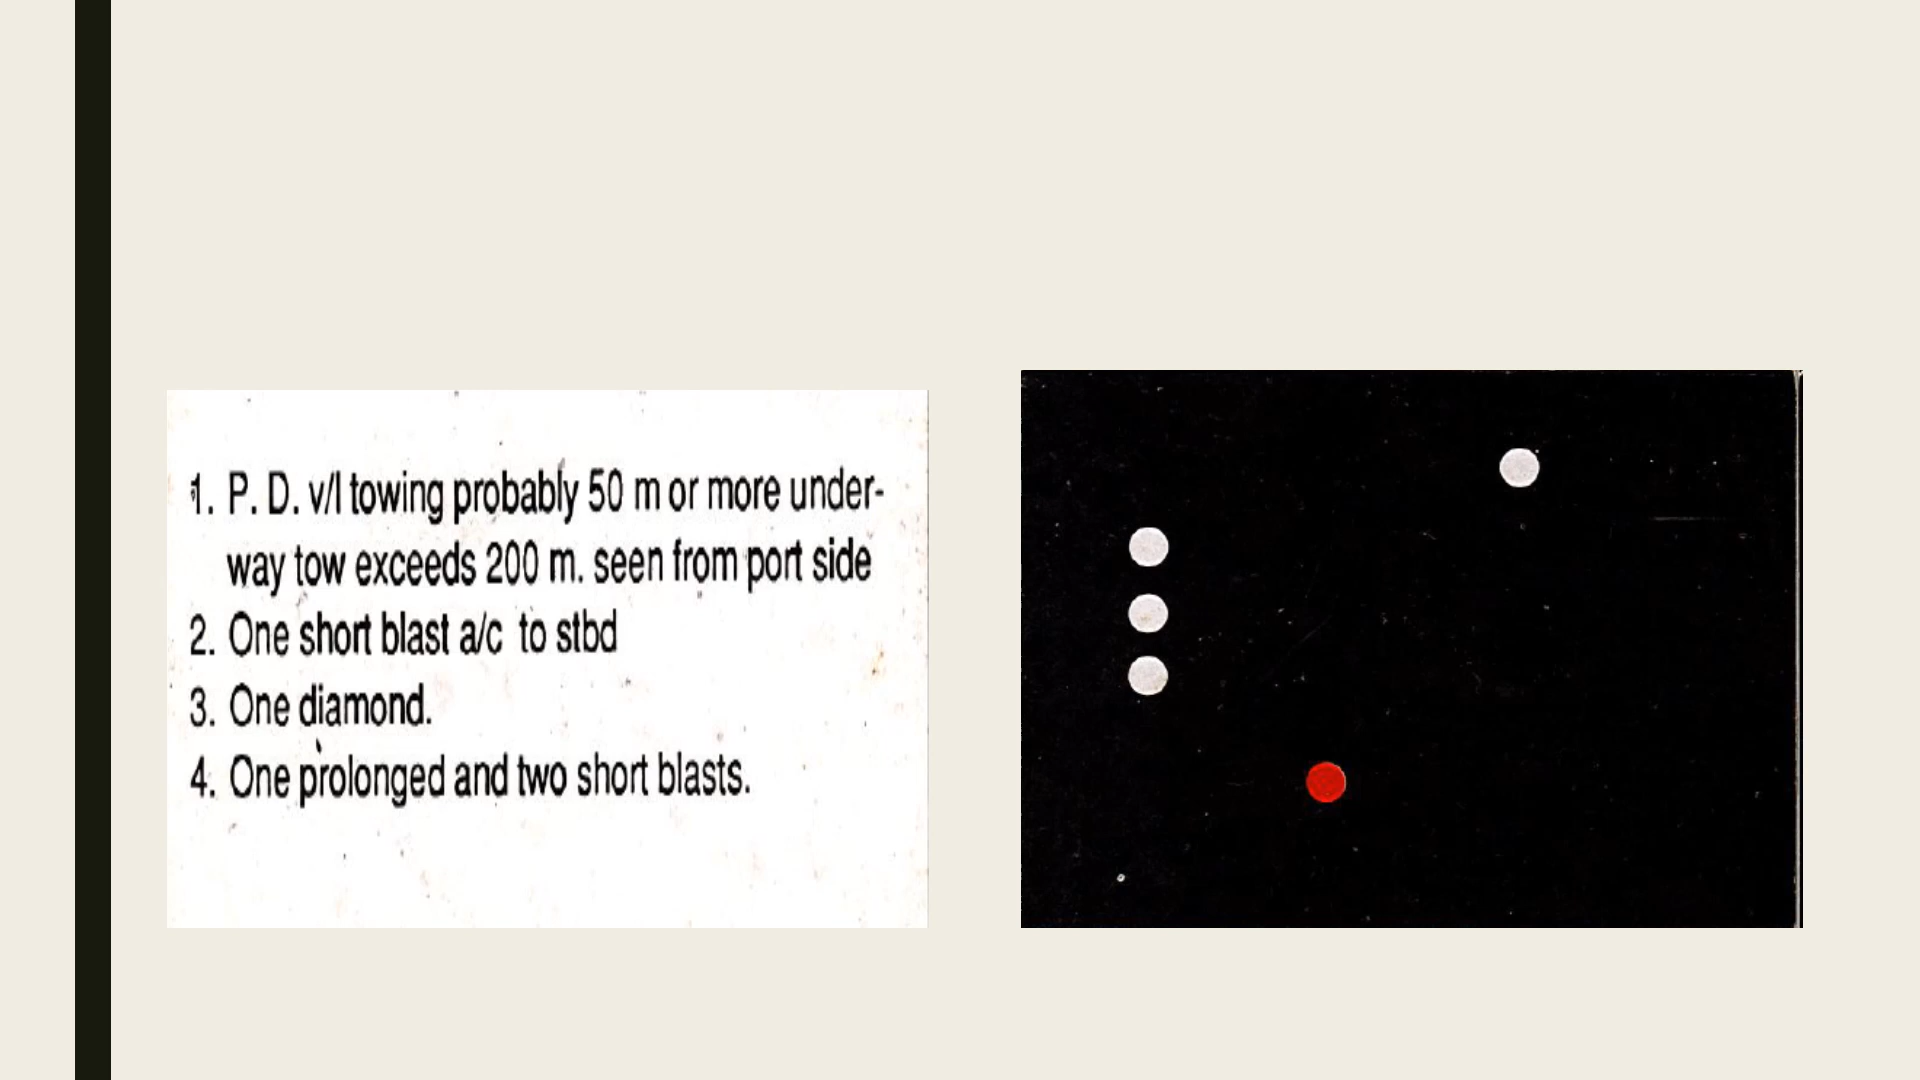 1. P. D. v/l towing probably 50 m or more under-
way tow exceeds 200 m. seen from port side
2. One short blast a/c to stbd
3. One diamond.
4. One prolonged and two short blasts.